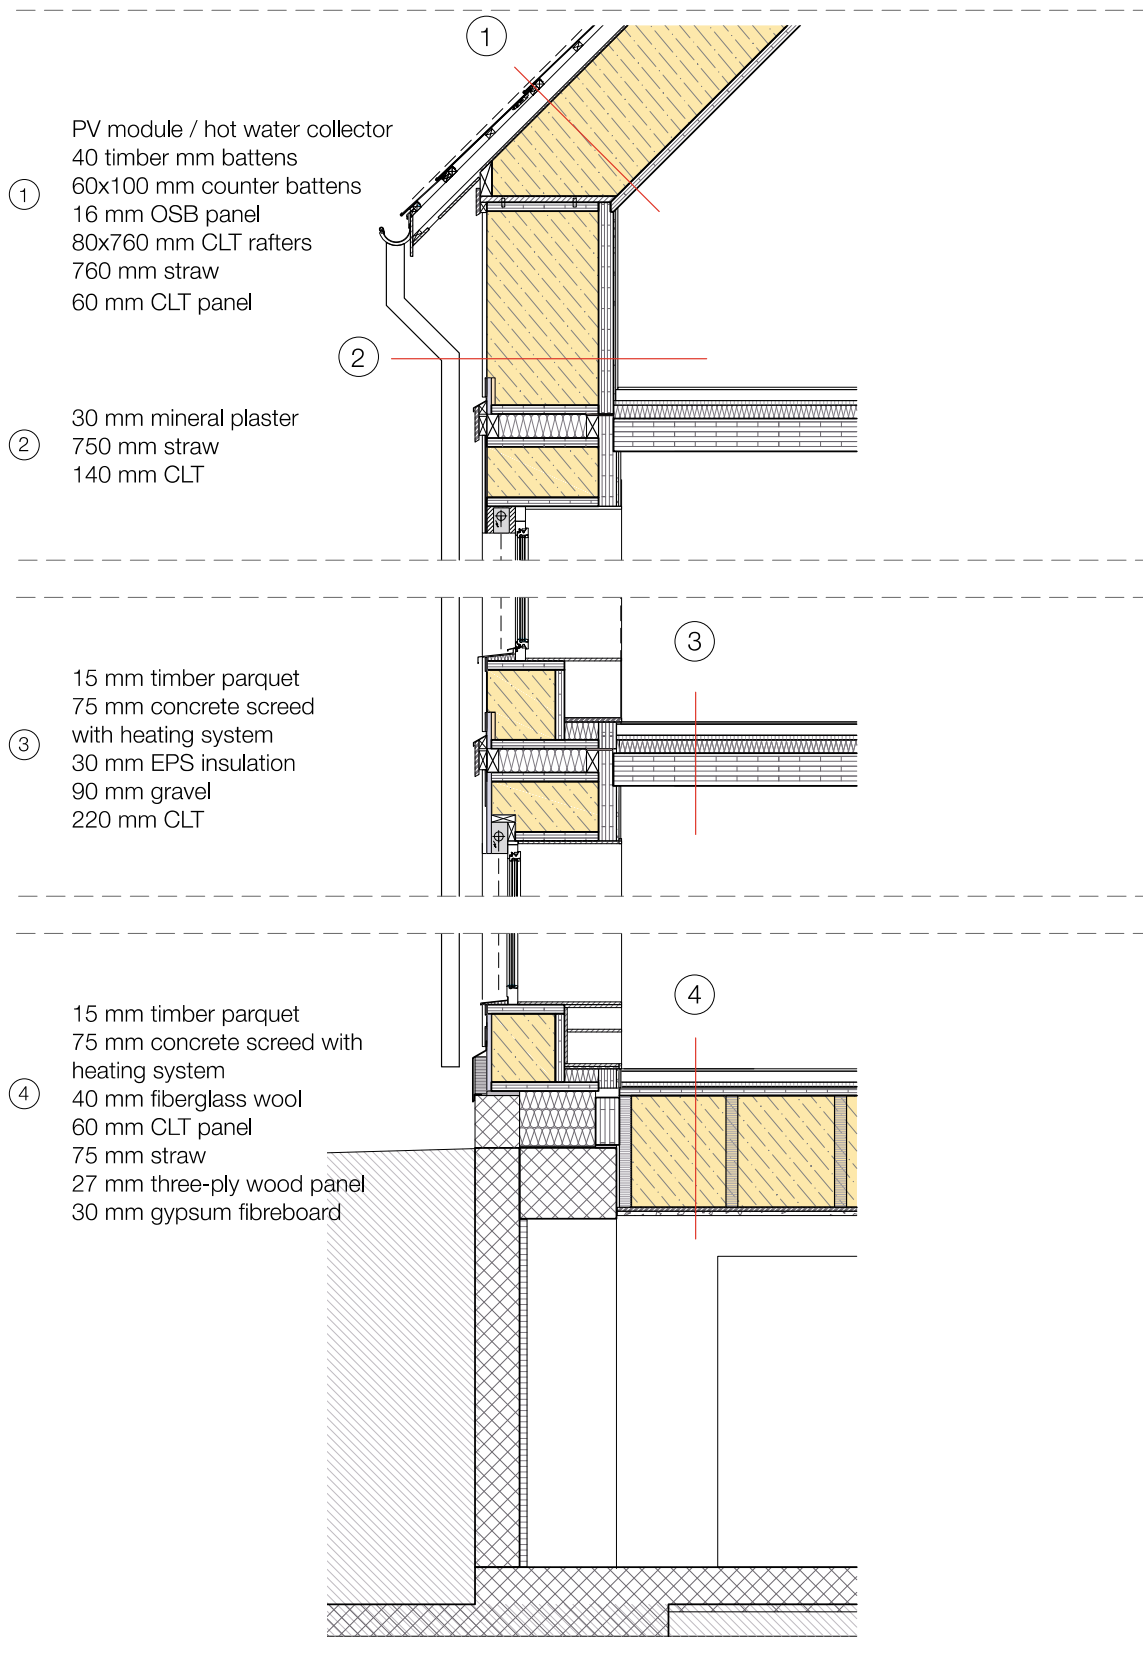 1
PV module / hot water collector
40 timber mm battens
60x100 mm counter battens
1
16 mm OSB panel
80x760 mm CLT rafters
760 mm straw
60 mm CLT panel
2
30 mm mineral plaster
2
750 mm straw
140 mm CLT
3
15 mm timber parquet
75 mm concrete screed
with heating system
3
30 mm EPS insulation
90 mm gravel
220 mm CLT
4
15 mm timber parquet
75 mm concrete screed with
heating system
4
40 mm fiberglass wool
60 mm CLT panel
75 mm straw
27 mm three-ply wood panel
30 mm gypsum fibreboard